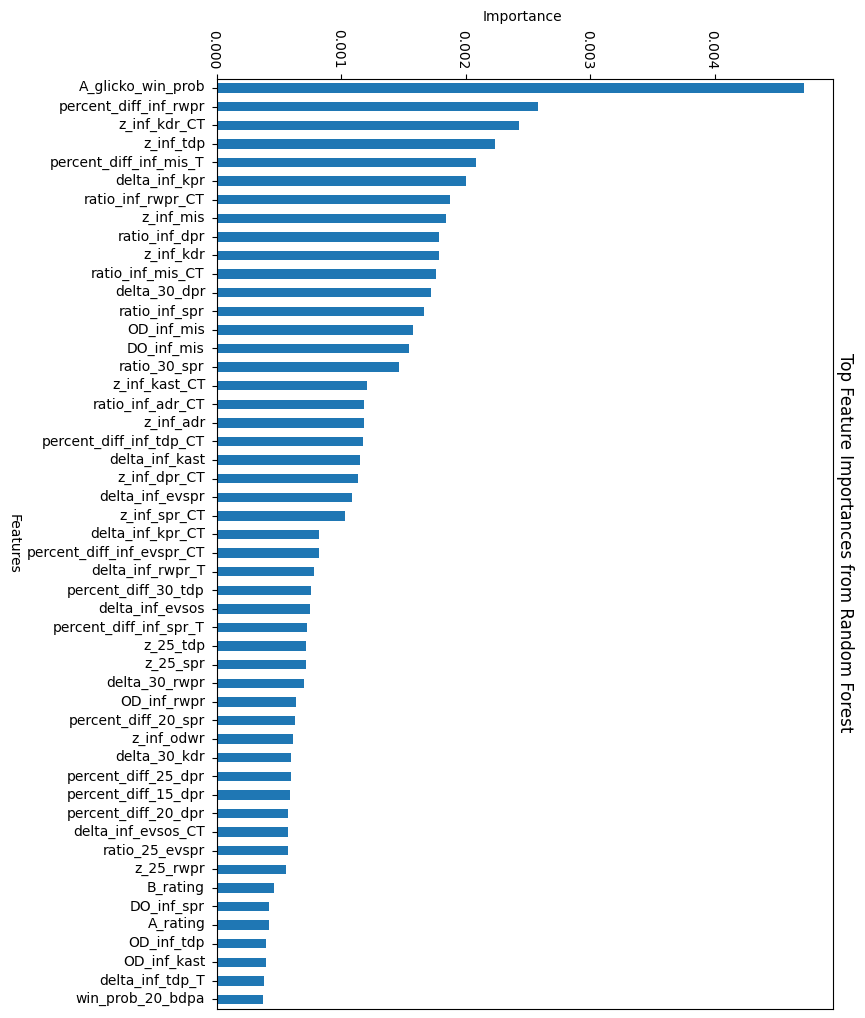 Importance
0.000
0.001
0.002
0.003
0.004
A_glicko_win_prob
percent_diff_inf_rwpr
z_inf_kdr_CT
z_inf_tdp
percent_diff_inf_mis_T
delta_inf_kpr
ratio_inf_rwpr_CT
z_inf_mis
ratio_inf_dpr
z_inf_kdr
ratio_inf_mis_CT
delta_30_dpr
ratio_inf_spr
OD_inf_mis
DO_inf_mis
ratio_30_spr
z_inf_kast_CT
ratio_inf_adr_CT
z_inf_adr
percent_diff_inf_tdp_CT
delta_inf_kast
z_inf_dpr_CT
delta_inf_evspr
z_inf_spr_CT
delta_inf_kpr_CT
percent_diff_inf_evspr_CT
delta_inf_rwpr_T
percent_diff_30_tdp
delta_inf_evsos
percent_diff_inf_spr_T
z_25_tdp
z_25_spr
delta_30_rwpr
OD_inf_rwpr
percent_diff_20_spr
z_inf_odwr
delta_30_kdr
percent_diff_25_dpr
percent_diff_15_dpr
percent_diff_20_dpr
delta_inf_evsos_CT
ratio_25_evspr
z_25_rwpr
B_rating
DO_inf_spr
A_rating
OD_inf_tdp
OD_inf_kast
delta_inf_tdp_T
win_prob_20_bdpa
Features
Top Feature Importances from Random Forest